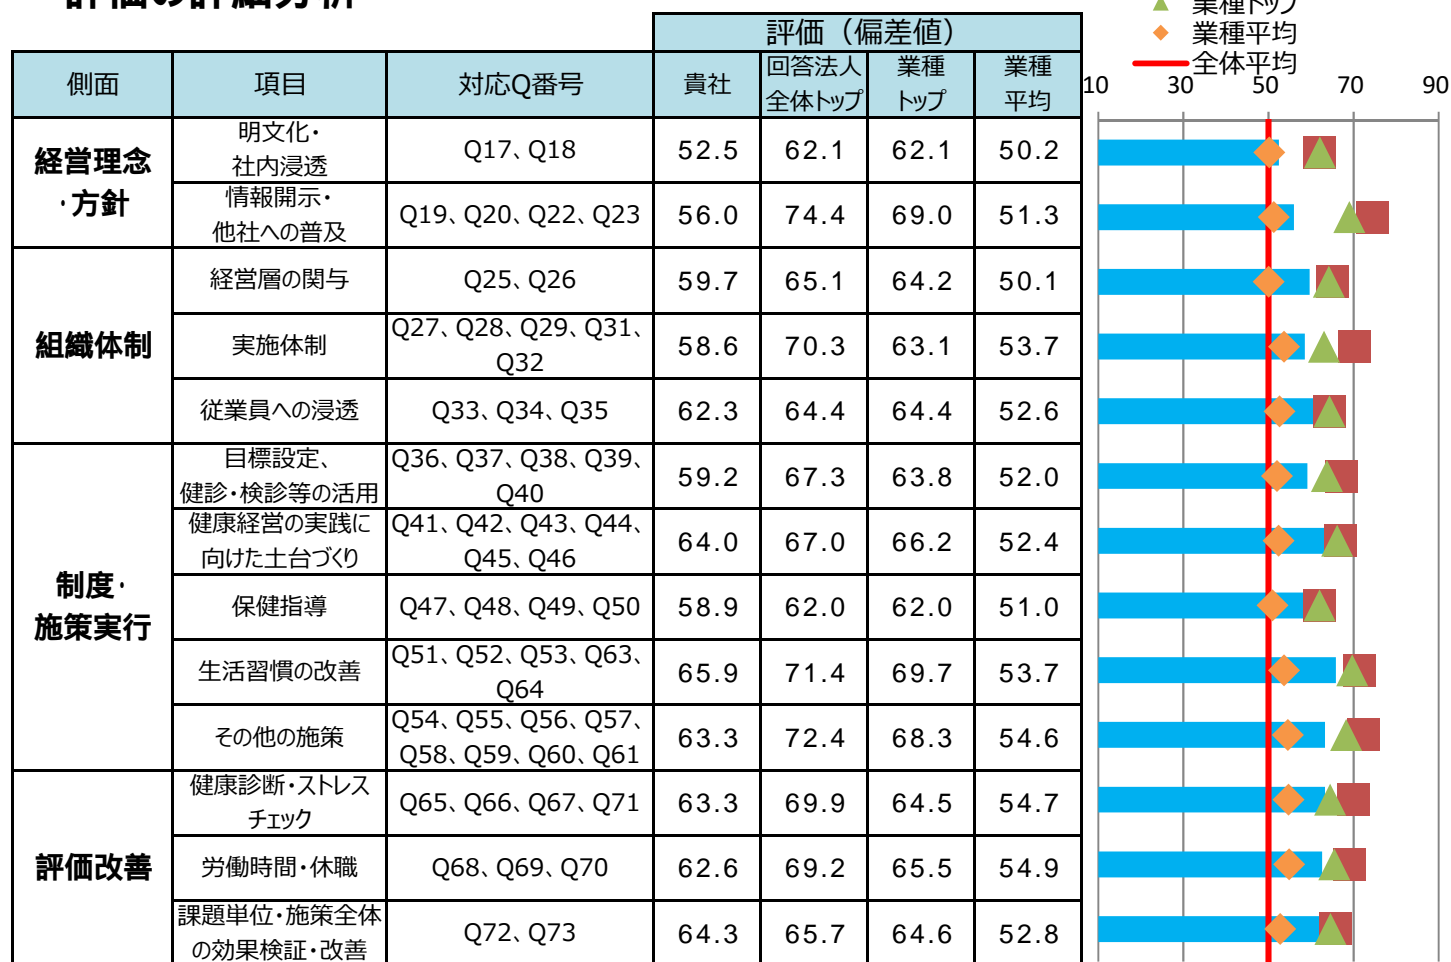 評価の詳細分析
業種トップ
業種平均
全体平均
評価（偏差値）
側面 項目 対応Q番号 貴社 回答法人全体トップ 業種トップ 業種平均
10 30 50 70 90
経営理念・方針
明文化・社内浸透 Q17、Q18 52.5 62.1 62.1 50.2
情報開示・他社への普及 Q19、Q20、Q22、Q23 56.0 74.4 69.0 51.3
組織体制
経営層の関与 Q25、Q26 59.7 65.1 64.2 50.1
実施体制 Q27、Q28、Q29、Q31、Q32 58.6 70.3 63.1 53.7
従業員への浸透 Q33、Q34、Q35 62.3 64.4 64.4 52.6
制度・施策実行
目標設定、健診・検診等の活用 Q36、Q37、Q38、Q39、Q40 59.2 67.3 63.8 52.0
健康経営の実践に向けた土台づくり Q41、Q42、Q43、Q44、Q45、Q46 64.0 67.0 66.2 52.4
保健指導 Q47、Q48、Q49、Q50 58.9 62.0 62.0 51.0
生活習慣の改善 Q51、Q52、Q53、Q63、Q64 65.9 71.4 69.7 53.7
その他の施策 Q54、Q55、Q56、Q57、Q58、Q59、Q60、Q61 63.3 72.4 68.3 54.6
評価改善
健康診断・ストレスチェック Q65、Q66、Q67、Q71 63.3 69.9 64.5 54.7
労働時間・休職 Q68、Q69、Q70 62.6 69.2 65.5 54.9
課題単位・施策全体の効果検証・改善 Q72、Q73 64.3 65.7 64.6 52.8